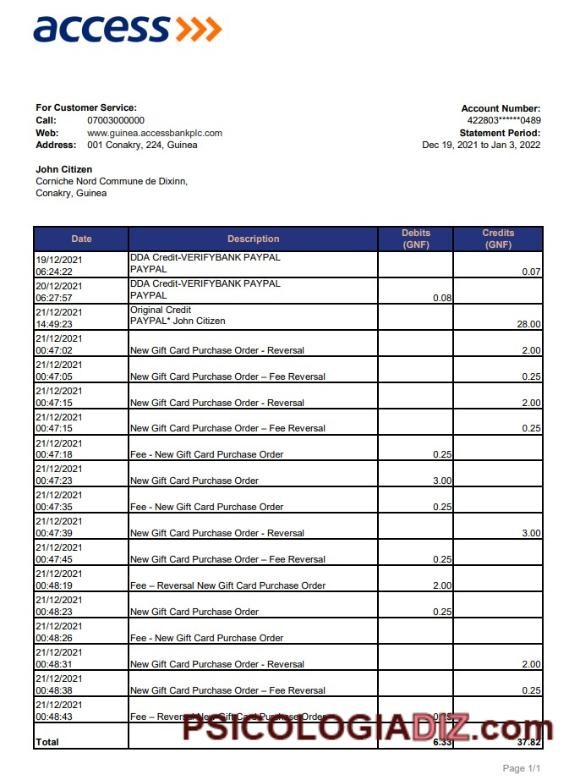 access
For Customer Service:
Call: 07003000000
Web: www.guinea.accessbankplc.com
Address: 001 Conakry, 224, Guinea
Account Number:
422803******0489
Statement Period:
Dec 19, 2021 to Jan 3, 2022
John Citizen
Corniche Nord Commune de Dixinn,
Conakry, Guinea
Date Description Debits (GNF) Credits (GNF)
19/12/2021 DDA Credit-VERIFYBANK PAYPAL
06:24:22 PAYPAL 0.07
20/12/2021 DDA Credit-VERIFYBANK PAYPAL
06:27:57 PAYPAL 0.08
21/12/2021 Original Credit
14:49:23 PAYPAL* John Citizen 28.00
21/12/2021
00:47:02 New Gift Card Purchase Order - Reversal 2.00
21/12/2021
00:47:05 New Gift Card Purchase Order – Fee Reversal 0.25
21/12/2021
00:47:15 New Gift Card Purchase Order - Reversal 2.00
21/12/2021
00:47:15 New Gift Card Purchase Order – Fee Reversal 0.25
21/12/2021
00:47:18 Fee - New Gift Card Purchase Order 0.25
21/12/2021
00:47:23 New Gift Card Purchase Order 3.00
21/12/2021
00:47:35 Fee - New Gift Card Purchase Order 0.25
21/12/2021
00:47:39 New Gift Card Purchase Order - Reversal 3.00
21/12/2021
00:47:45 New Gift Card Purchase Order – Fee Reversal 0.25
21/12/2021
00:48:19 Fee – Reversal New Gift Card Purchase Order 2.00
21/12/2021
00:48:23 New Gift Card Purchase Order 0.25
21/12/2021
00:48:26 Fee - New Gift Card Purchase Order
21/12/2021
00:48:31 New Gift Card Purchase Order - Reversal 2.00
21/12/2021
00:48:38 New Gift Card Purchase Order – Fee Reversal 0.25
21/12/2021
00:48:43 Fee – Reversal New Gift Card Purchase Order
PSICOLOGIADIZ.com
Total 6.33 37.82
Page 1/1